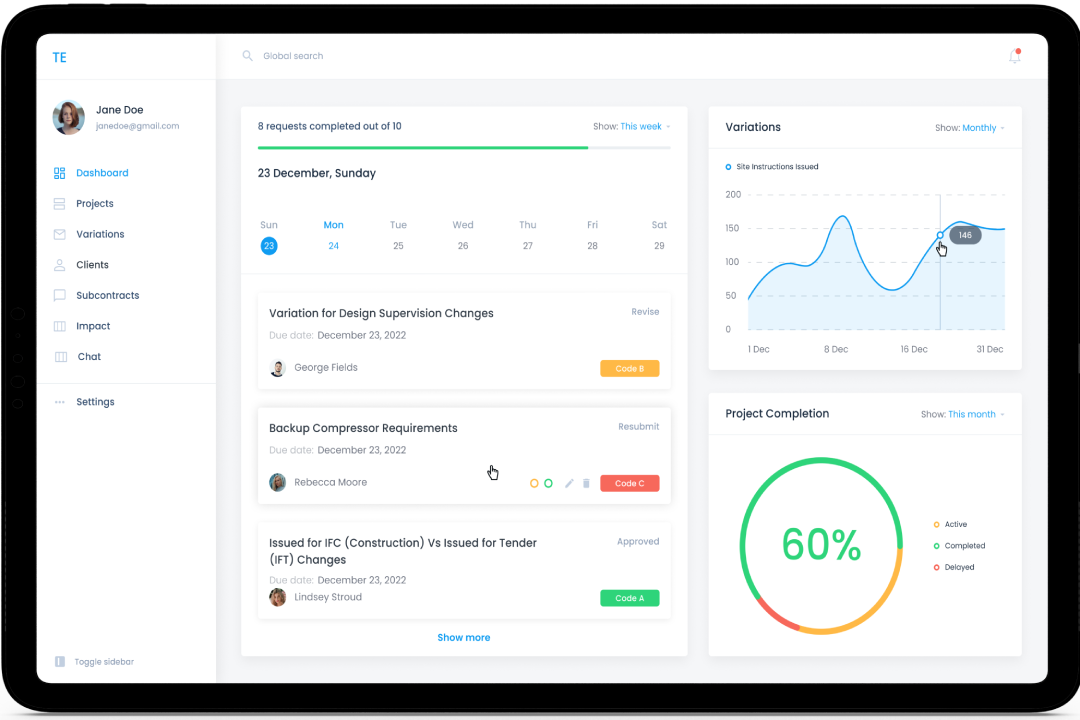 TE
Global search
Jane Doe
janedoe@gmail.com
Dashboard
Projects
Variations
Clients
Subcontracts
Impact
Chat
Settings
Toggle sidebar
8 requests completed out of 10
Show: This week
23 December, Sunday
Sun Mon Tue Wed Thu Fri Sat
23 24 25 26 27 28 29
Variation for Design Supervision Changes
Revise
Due date: December 23, 2022
George Fields
Code B
Backup Compressor Requirements
Resubmit
Due date: December 23, 2022
Rebecca Moore
Code C
Issued for IFC (Construction) Vs Issued for Tender
(IFT) Changes
Approved
Due date: December 23, 2022
Lindsey Stroud
Code A
Show more
Variations
Show: Monthly
Site Instructions Issued
200
150
146
100
50
0
1 Dec 8 Dec 16 Dec 31 Dec
Project Completion
Show: This month
60%
Active
Completed
Delayed